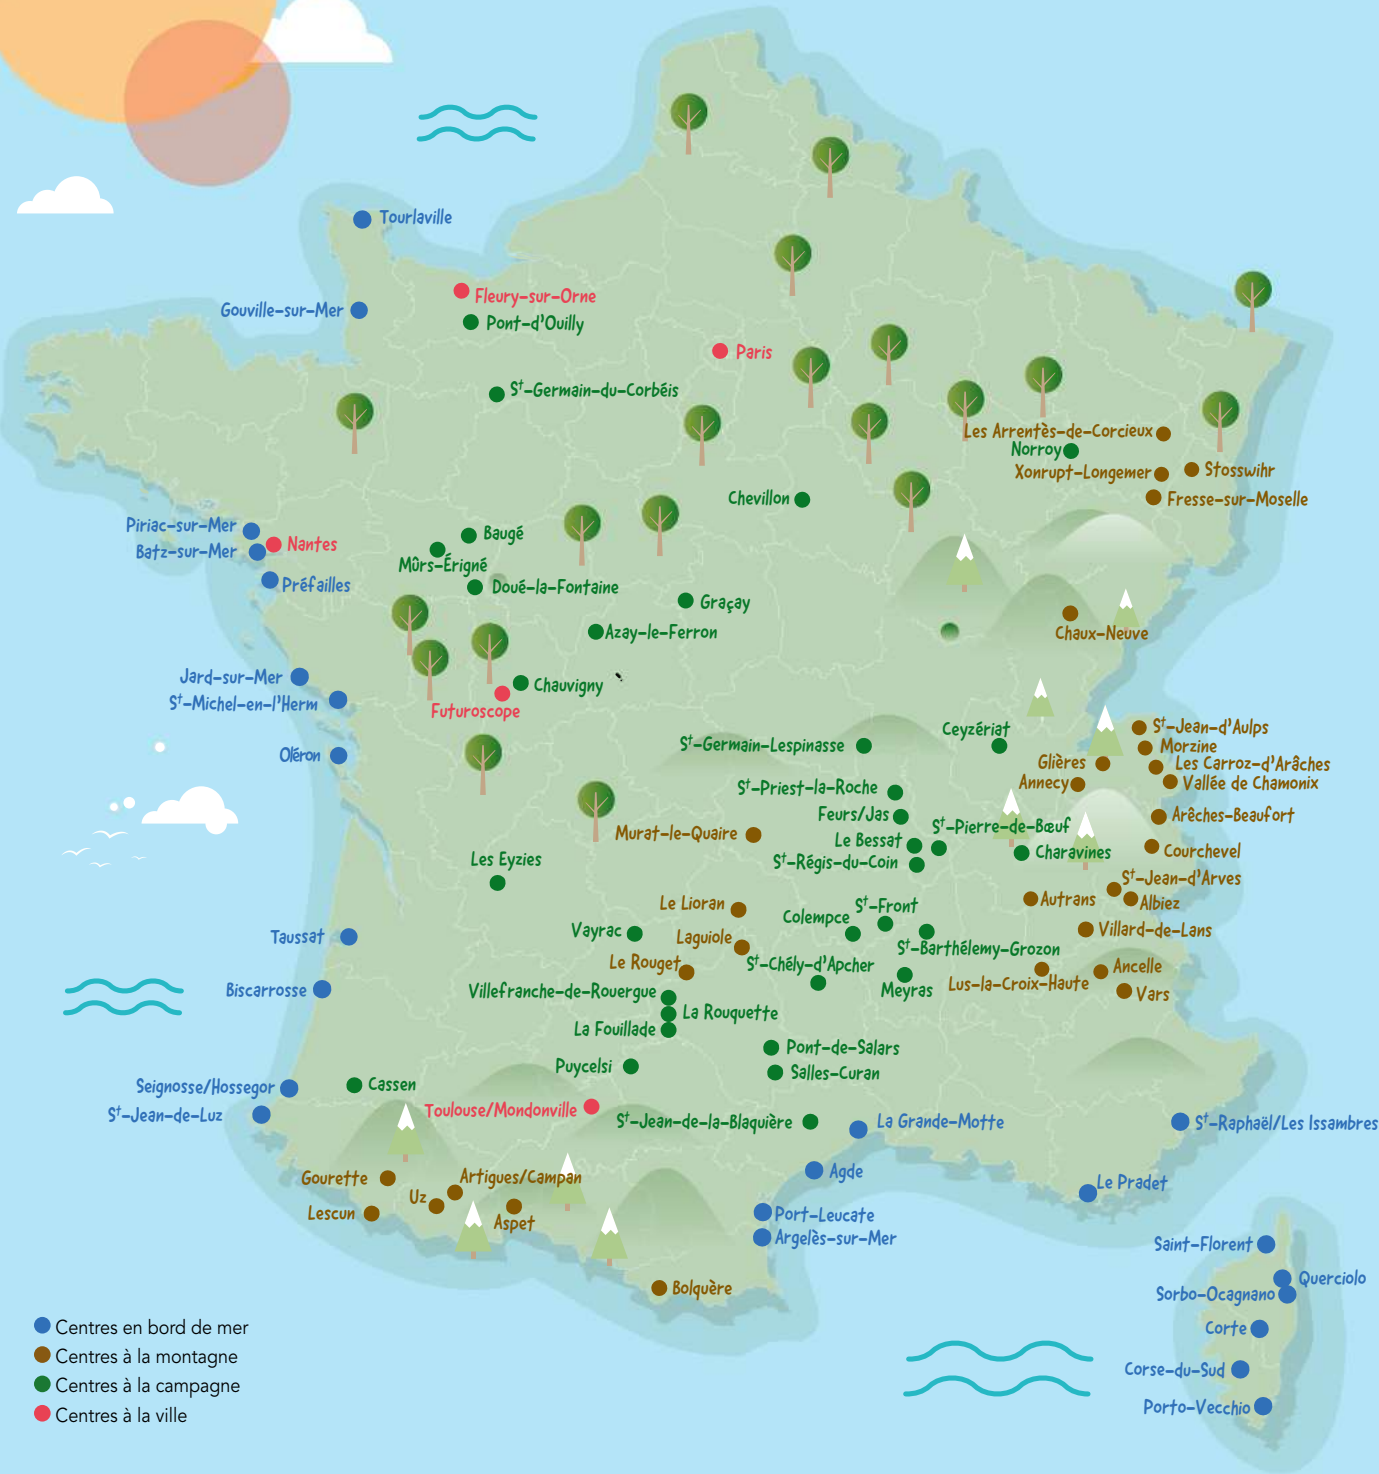 Tourlaville
Fleury-sur-Orne
Gouville-sur-Mer
Pont-d'Ouilly
Paris
St-Germain-du-Corbéis
Les Arrentès-de-Corcieux
Norroy
Xonrupt-Longemer
Stosswihr
Fresse-sur-Moselle
Chevillon
Piriac-sur-Mer
Baugé
Nantes
Batz-sur-Mer
Mûrs-Érigné
Préfailles
Doué-la-Fontaine
Graçay
Azay-le-Ferron
Chaux-Neuve
Jard-sur-Mer
Chauvigny
St-Michel-en-l'Herm
Futuroscope
St-Jean-d'Aulps
Ceyzériat
St-Germain-Lespinasse
Morzine
Oléron
Glières
Les Carroz-d'Arâches
Annecy
Vallée de Chamonix
St-Priest-la-Roche
Feurs/Jas
Arêches-Beaufort
St-Pierre-de-Bœuf
Murat-le-Quaire
Le Bessat
Charavines
Courchevel
Les Eyzies
St-Régis-du-Coin
St-Jean-d'Arves
Autrans
Albiez
Le Lioran
St-Front
Colempce
Vayrac
Villard-de-Lans
Taussat
Laguiole
St-Barthélemy-Grozon
Le Rouget
St-Chély-d'Apcher
Ancelle
Lus-la-Croix-Haute
Meyras
Biscarrosse
Villefranche-de-Rouergue
Vars
La Rouquette
La Fouillade
Pont-de-Salars
Puycelsi
Salles-Curan
Seignosse/Hossegor
Cassen
Toulouse/Mondonville
St-Jean-de-Luz
St-Jean-de-la-Blaquière
La Grande-Motte
St-Raphaël/Les Issambres
Gourette
Artigues/Campan
Agde
Le Pradet
Uz
Lescun
Aspet
Port-Leucate
Argelès-sur-Mer
Saint-Florent
Querciolo
Bolquère
Sorbo-Ocagnano
Corte
Corse-du-Sud
Porto-Vecchio
Centres en bord de mer
Centres à la montagne
Centres à la campagne
Centres à la ville